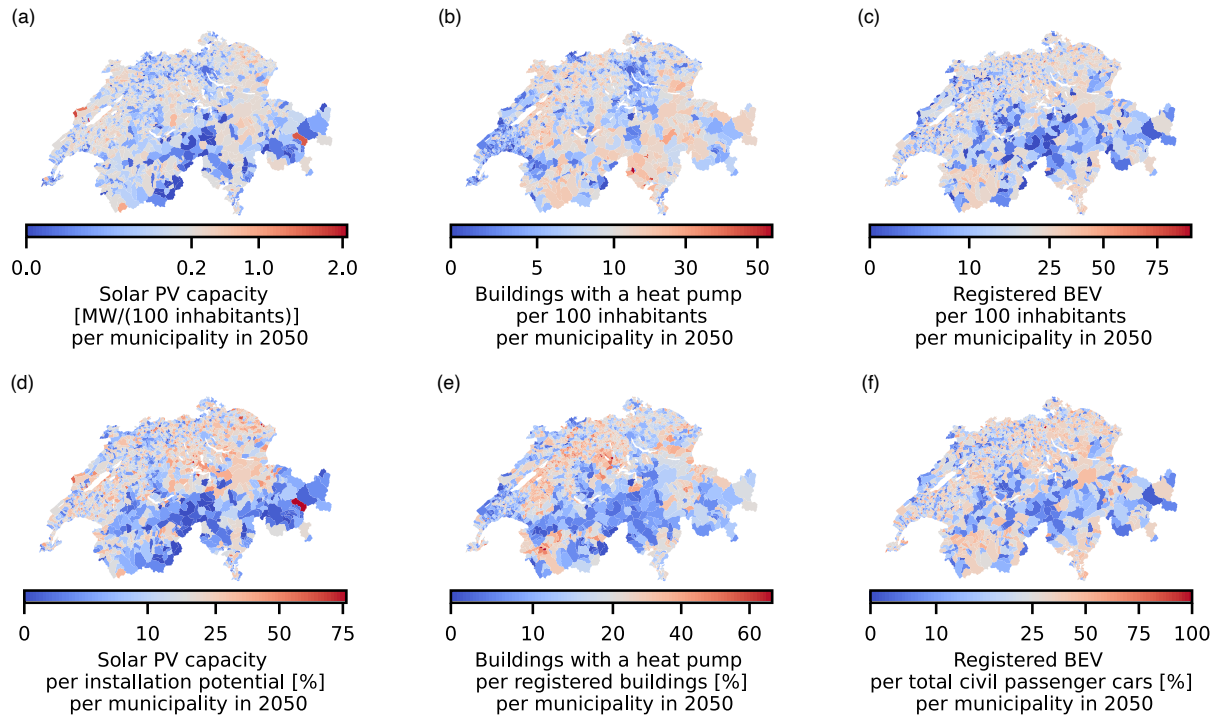 (a)
(b)
(c)
0.0 0.2 1.0 2.0
Solar PV capacity
[MW/(100 inhabitants)]
per municipality in 2050
0 5 10 30 50
Buildings with a heat pump
per 100 inhabitants
per municipality in 2050
0 10 25 50 75
Registered BEV
per 100 inhabitants
per municipality in 2050
(d)
(e)
(f)
0 10 25 50 75
Solar PV capacity
per installation potential [%]
per municipality in 2050
0 10 20 40 60
Buildings with a heat pump
per registered buildings [%]
per municipality in 2050
0 10 25 50 75 100
Registered BEV
per total civil passenger cars [%]
per municipality in 2050